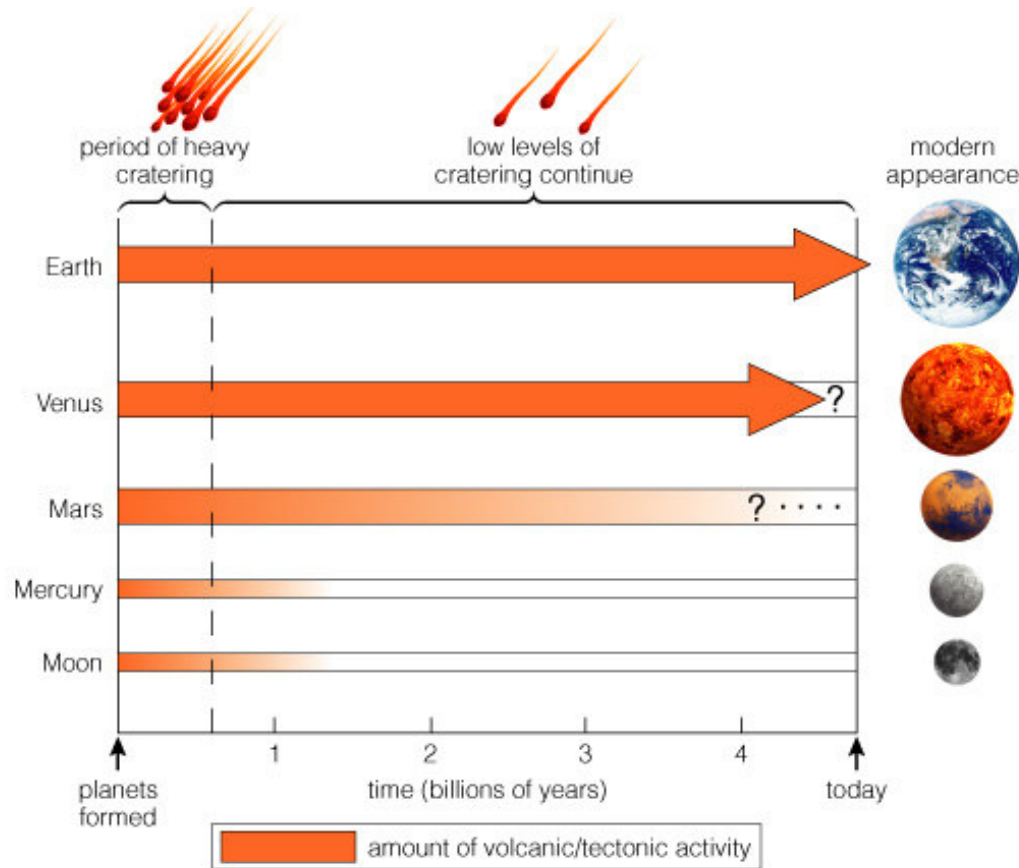 period of heavy
cratering
low levels of
cratering continue
modern
appearance
Earth
Venus
?
Mars
? . . . .
Mercury
Moon
1
2
3
4
planets
formed
time (billions of years)
today
amount of volcanic/tectonic activity